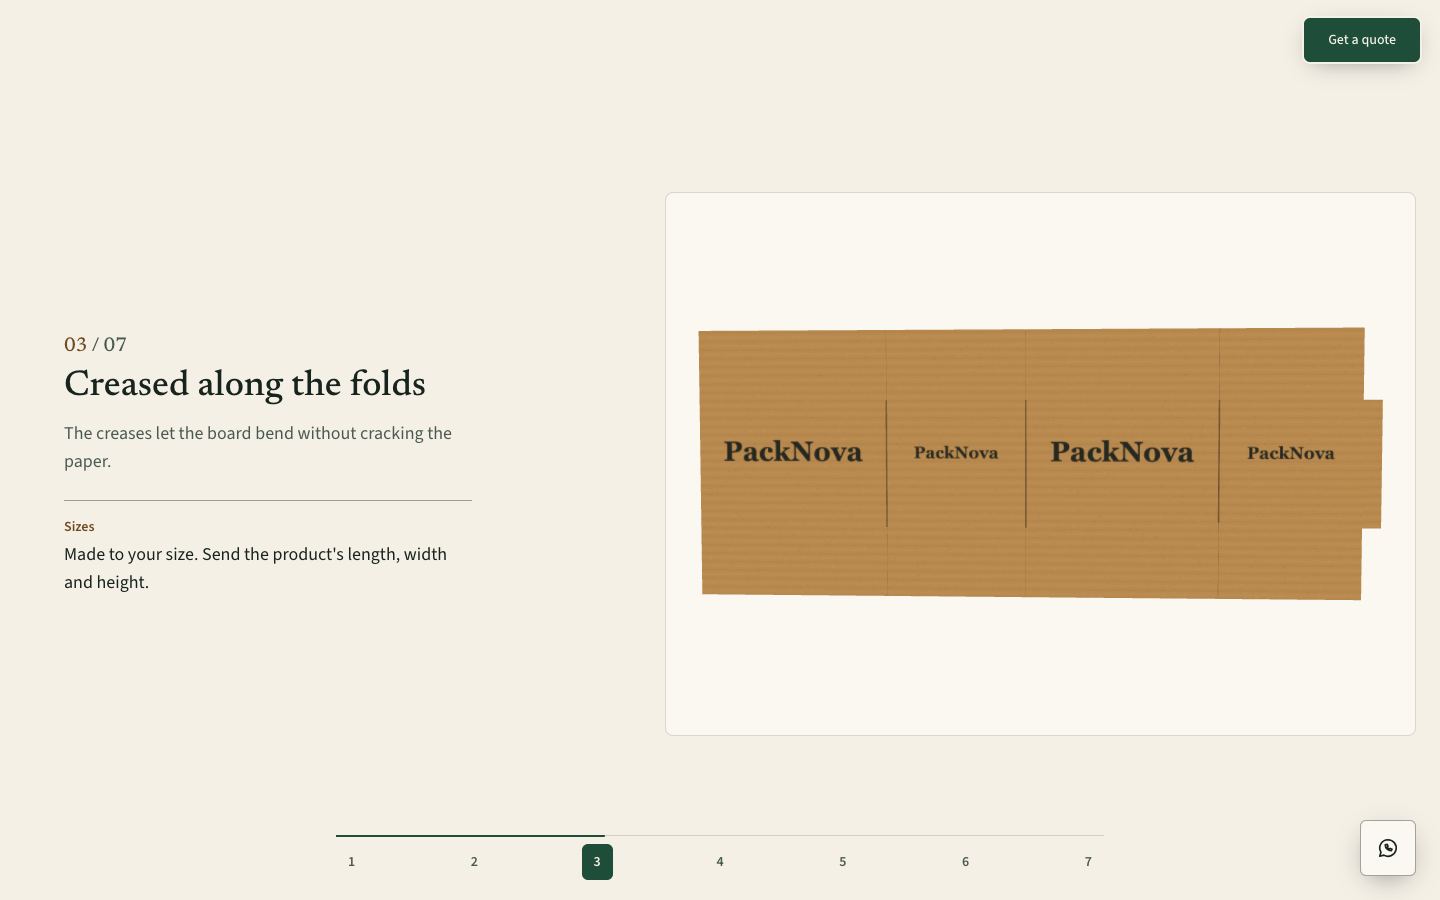 Get a quote
03 / 07
Creased along the folds
The creases let the board bend without cracking the
paper.
Sizes
Made to your size. Send the product's length, width
and height.
PackNova PackNova PackNova PackNova
1 2 3 4 5 6 7